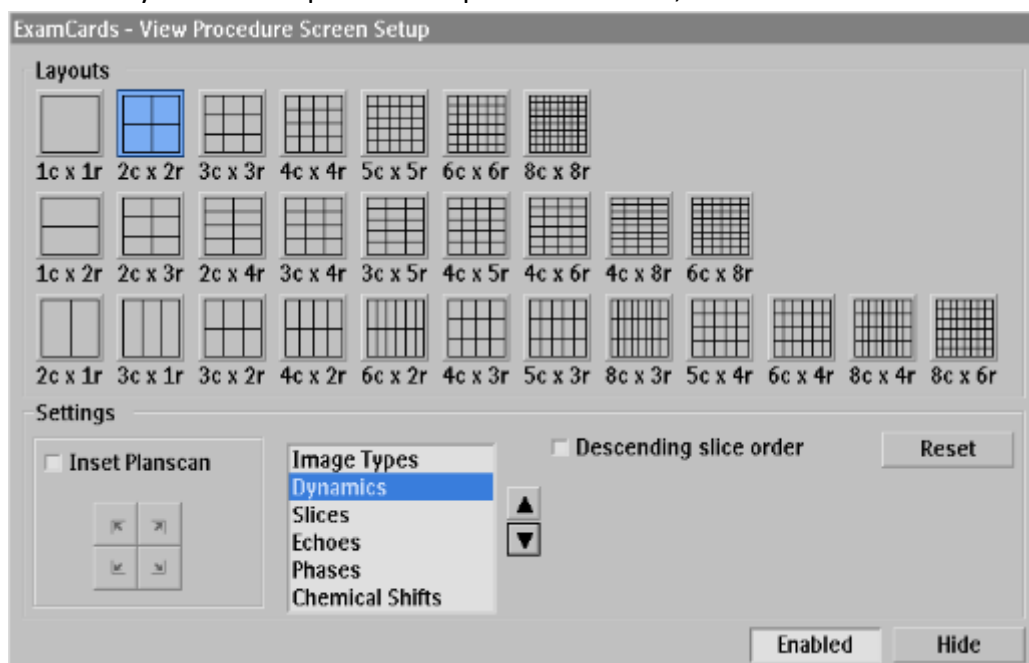 ExamCards - View Procedure Screen Setup
Layouts
1c x 1r 2c x 2r 3c x 3r 4c x 4r 5c x 5r 6c x 6r 8c x 8r
1c x 2r 2c x 3r 2c x 4r 3c x 4r 3c x 5r 4c x 5r 4c x 6r 4c x 8r 6c x 8r
2c x 1r 3c x 1r 3c x 2r 4c x 2r 6c x 2r 4c x 3r 5c x 3r 8c x 3r 5c x 4r 6c x 4r 8c x 4r 8c x 6r
Settings
Inset Planscan
Image Types
Dynamics
Slices
Echoes
Phases
Chemical Shifts
Descending slice order
Reset
Enabled Hide